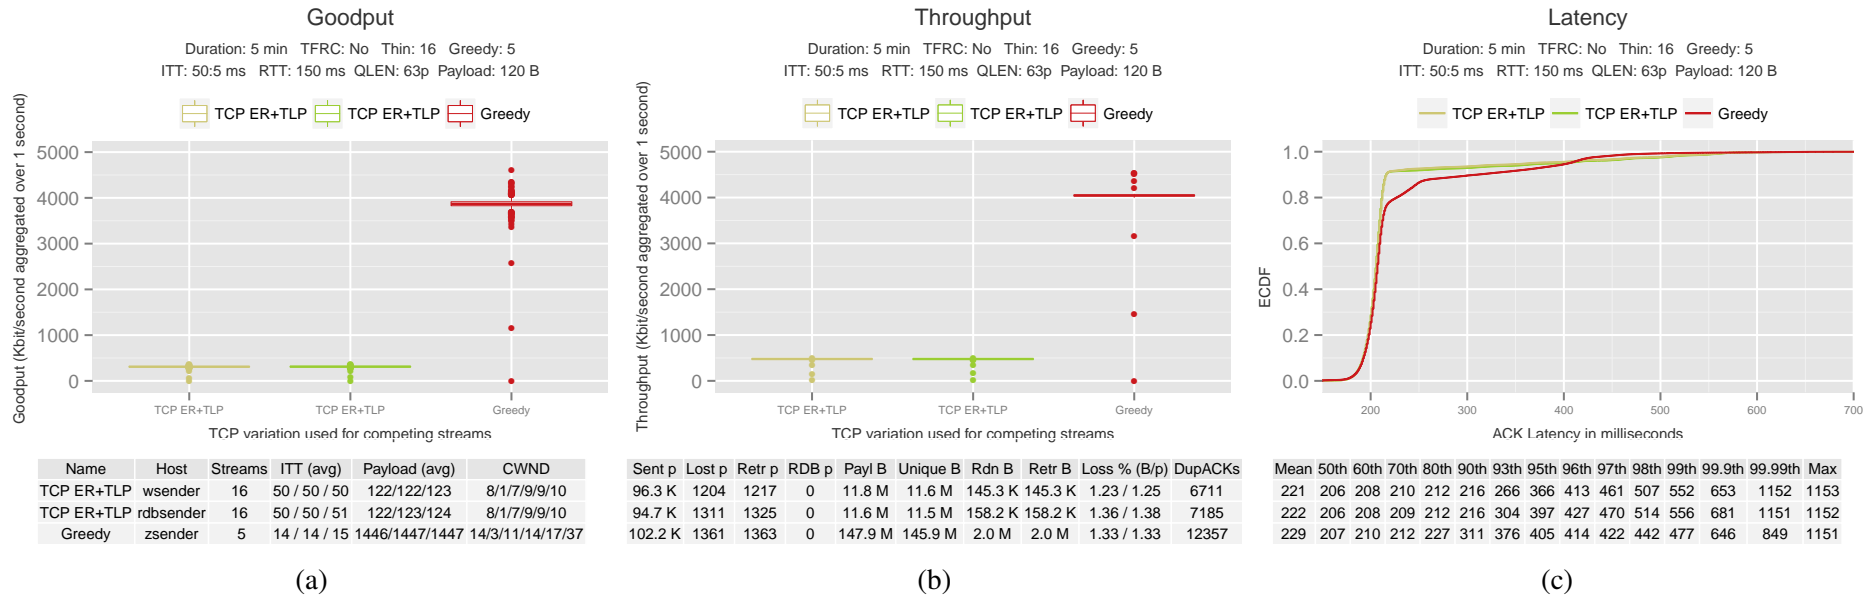 Goodput
Duration: 5 min TFRC: No Thin: 16 Greedy: 5
ITT: 50:5 ms RTT: 150 ms QLEN: 63p Payload: 120 B
TCP ER+TLP TCP ER+TLP Greedy
Goodput (Kbit/second aggregated over 1 second)
5000
4000
3000
2000
1000
0
TCP ER+TLP TCP ER+TLP Greedy
TCP variation used for competing streams
Name Host Streams ITT (avg) Payload (avg) CWND
TCP ER+TLP wsender 16 50 / 50 / 50 122/122/123 8/1/7/9/9/10
TCP ER+TLP rdbsender 16 50 / 50 / 51 122/123/124 8/1/7/9/9/10
Greedy zsender 5 14 / 14 / 15 1446/1447/1447 14/3/11/14/17/37
(a)
Throughput
Duration: 5 min TFRC: No Thin: 16 Greedy: 5
ITT: 50:5 ms RTT: 150 ms QLEN: 63p Payload: 120 B
TCP ER+TLP TCP ER+TLP Greedy
Throughput (Kbit/second aggregated over 1 second)
5000
4000
3000
2000
1000
0
TCP ER+TLP TCP ER+TLP Greedy
TCP variation used for competing streams
Sent p Lost p Retr p RDB p Payl B Unique B Rdn B Retr B Loss % (B/p) DupACKs
96.3 K 1204 1217 0 11.8 M 11.6 M 145.3 K 145.3 K 1.23 / 1.25 6711
94.7 K 1311 1325 0 11.6 M 11.5 M 158.2 K 158.2 K 1.36 / 1.38 7185
102.2 K 1361 1363 0 147.9 M 145.9 M 2.0 M 2.0 M 1.33 / 1.33 12357
(b)
Latency
Duration: 5 min TFRC: No Thin: 16 Greedy: 5
ITT: 50:5 ms RTT: 150 ms QLEN: 63p Payload: 120 B
TCP ER+TLP TCP ER+TLP Greedy
ECDF
1.0
0.8
0.6
0.4
0.2
0.0
200 300 400 500 600 700
ACK Latency in milliseconds
Mean 50th 60th 70th 80th 90th 93th 95th 96th 97th 98th 99th 99.9th 99.99th Max
221 206 208 210 212 216 266 366 413 461 507 552 653 1152 1153
222 206 208 209 212 216 304 397 427 470 514 556 681 1151 1152
229 207 210 212 227 311 376 405 414 422 442 477 646 849 1151
(c)